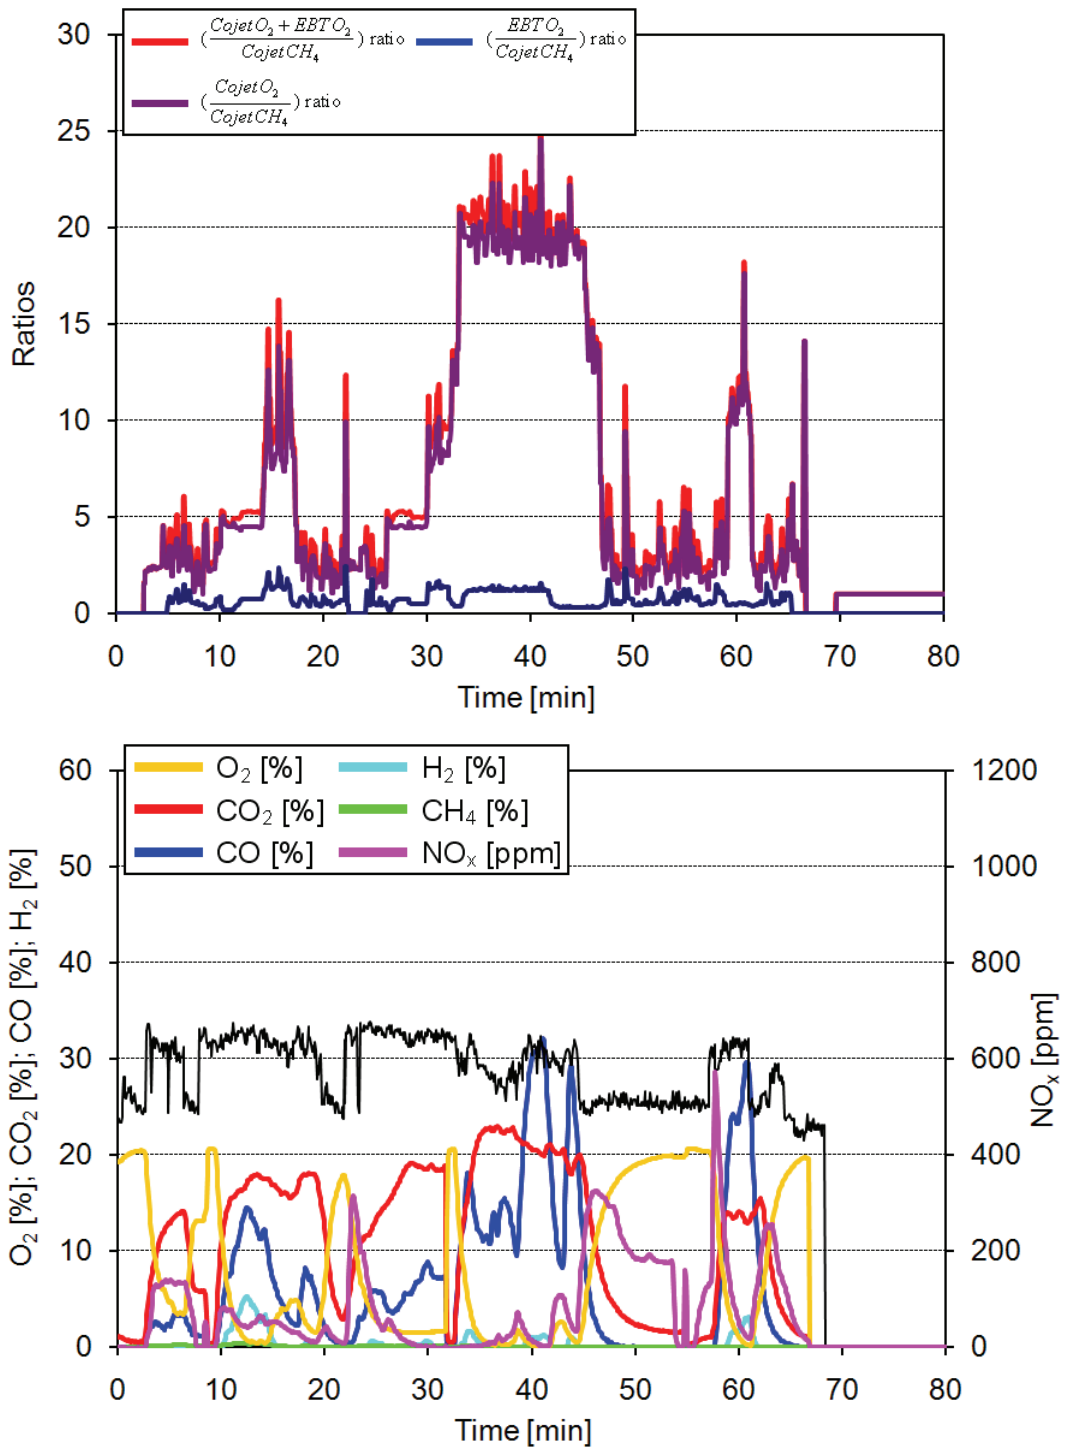 30
25
20
15
10
5
0
Ratios
(CojetO₂ + EBTO₂ / CojetCH₄) ratio
(EBTO₂ / CojetCH₄) ratio
(CojetO₂ / CojetCH₄) ratio
0 10 20 30 40 50 60 70 80
Time [min]
O₂ [%]
H₂ [%]
CO₂ [%]
CH₄ [%]
CO [%]
NOₓ [ppm]
60
50
40
30
20
10
0
O₂ [%]; CO₂ [%]; CO [%]; H₂ [%]
1200
1000
800
600
400
200
0
NOₓ [ppm]
0 10 20 30 40 50 60 70 80
Time [min]